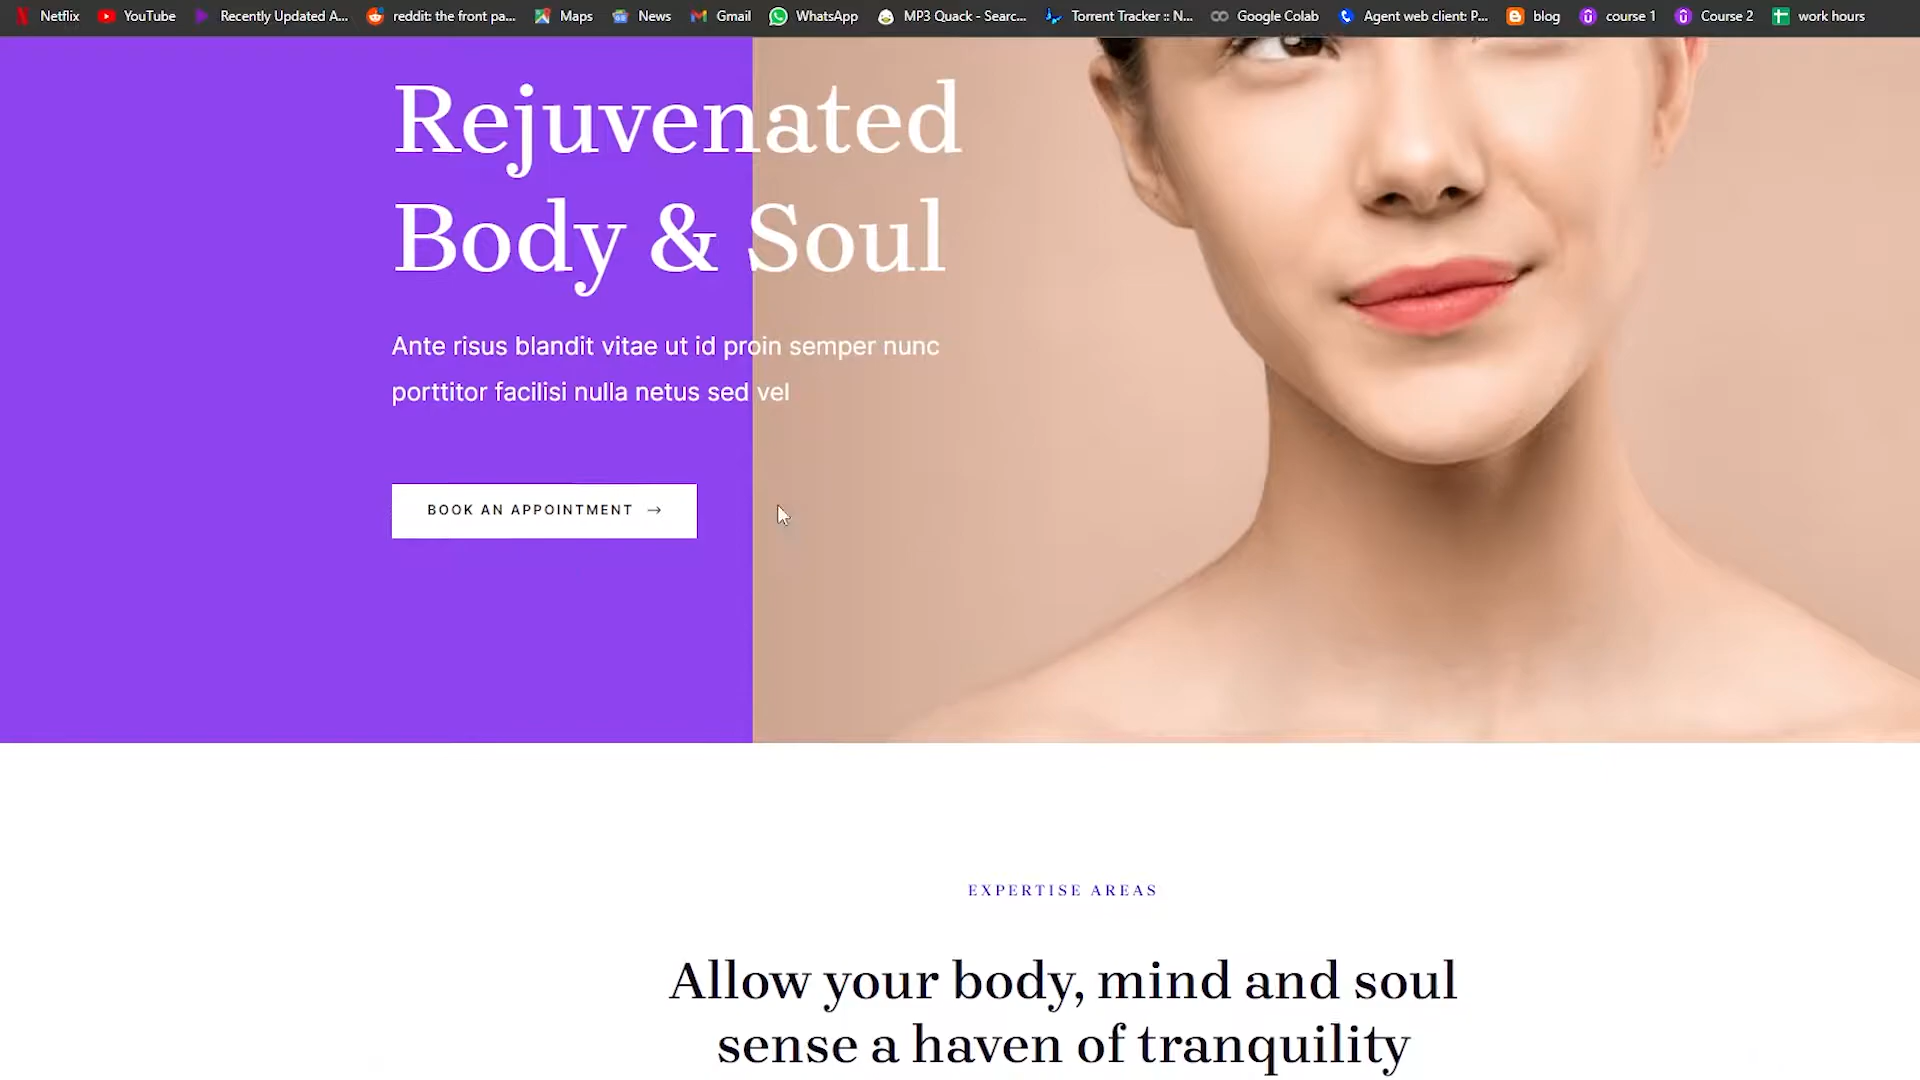 Netflix YouTube Recently Updated A... reddit: the front pa... Maps News Gmail WhatsApp MP3 Quack - Searc... Torrent Tracker :: N... Google Colab Agent web client: P... blog course 1 Course 2 work hours
Rejuvenated
Body & Soul
Ante risus blandit vitae ut id proin semper nunc
porttitor facilisi nulla netus sed vel
BOOK AN APPOINTMENT →
EXPERTISE AREAS
Allow your body, mind and soul
sense a haven of tranquility